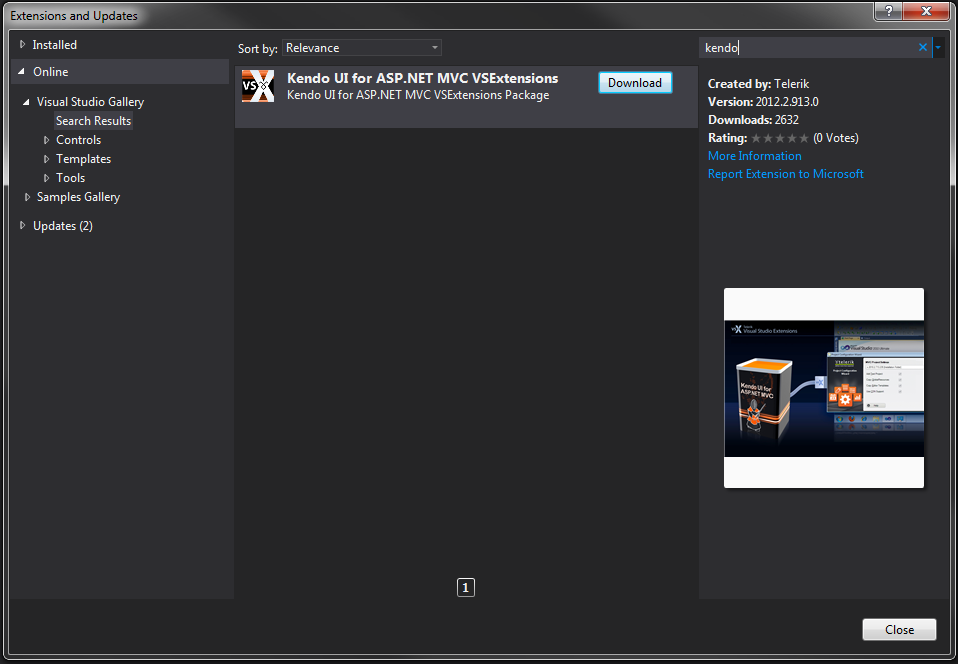 Extensions and Updates
?
Installed
Online
Visual Studio Gallery
Search Results
Controls
Templates
Tools
Samples Gallery
Updates (2)
Sort by: Relevance
VSX
Kendo UI for ASP.NET MVC VSExtensions
Kendo UI for ASP.NET MVC VSExtensions Package
Download
1
kendo
Created by: Telerik
Version: 2012.2.913.0
Downloads: 2632
Rating: (0 Votes)
More Information
Report Extension to Microsoft
Telerik
Visual Studio Extensions
Kendo UI for
ASP.NET MVC
Close